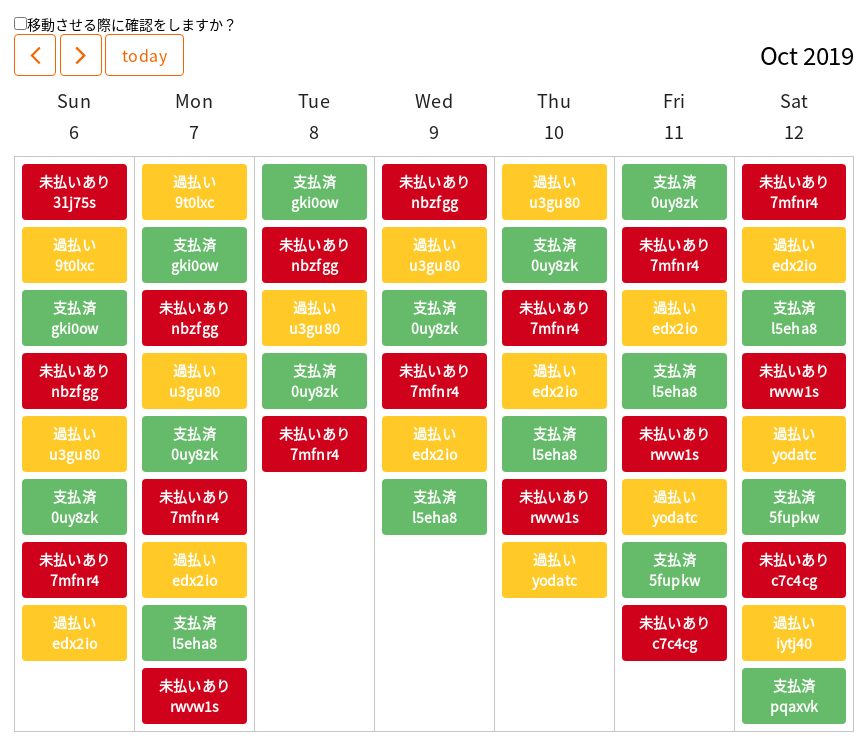 移動させる際に確認をしますか？
today
Oct 2019
Sun
6
Mon
7
Tue
8
Wed
9
Thu
10
Fri
11
Sat
12
未払いあり
31j75s
過払い
9t0lxc
支払済
gki0ow
未払いあり
nbzfgg
過払い
u3gu80
支払済
0uy8zk
未払いあり
7mfnr4
過払い
edx2io
過払い
9t0lxc
支払済
gki0ow
未払いあり
nbzfgg
過払い
u3gu80
支払済
0uy8zk
未払いあり
7mfnr4
過払い
edx2io
支払済
l5eha8
未払いあり
rwvw1s
支払済
gki0ow
未払いあり
nbzfgg
過払い
u3gu80
支払済
0uy8zk
未払いあり
7mfnr4
未払いあり
nbzfgg
過払い
u3gu80
支払済
0uy8zk
未払いあり
7mfnr4
過払い
edx2io
支払済
l5eha8
過払い
u3gu80
支払済
0uy8zk
未払いあり
7mfnr4
過払い
edx2io
支払済
l5eha8
未払いあり
rwvw1s
過払い
yodatc
支払済
0uy8zk
未払いあり
7mfnr4
過払い
edx2io
支払済
l5eha8
未払いあり
rwvw1s
過払い
yodatc
支払済
5fupkw
未払いあり
c7c4cg
未払いあり
7mfnr4
過払い
edx2io
支払済
l5eha8
未払いあり
rwvw1s
過払い
yodatc
支払済
5fupkw
未払いあり
c7c4cg
過払い
iytj40
支払済
pqaxvk